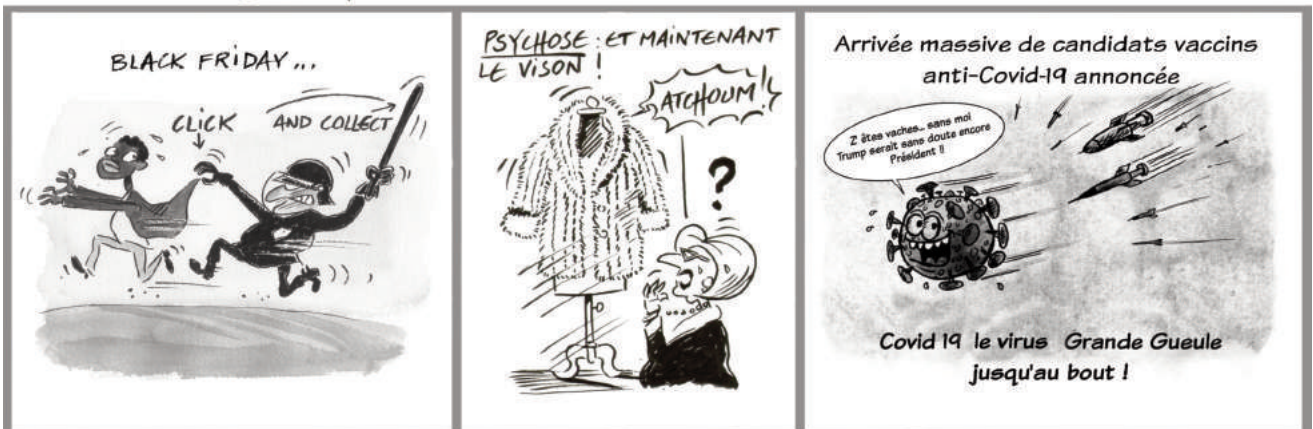 BLACK FRIDAY...
CLICK
AND COLLECT
PSYCHOSE : ET MAINTENANT
LE VISON !
ATCHOUM !
?
Arrivée massive de candidats vaccins
anti-Covid-19 annoncée
Z' êtes vaches... sans moi
Trump serait sans doute encore
Président !!
Covid 19 le virus Grande Gueule
jusqu'au bout !